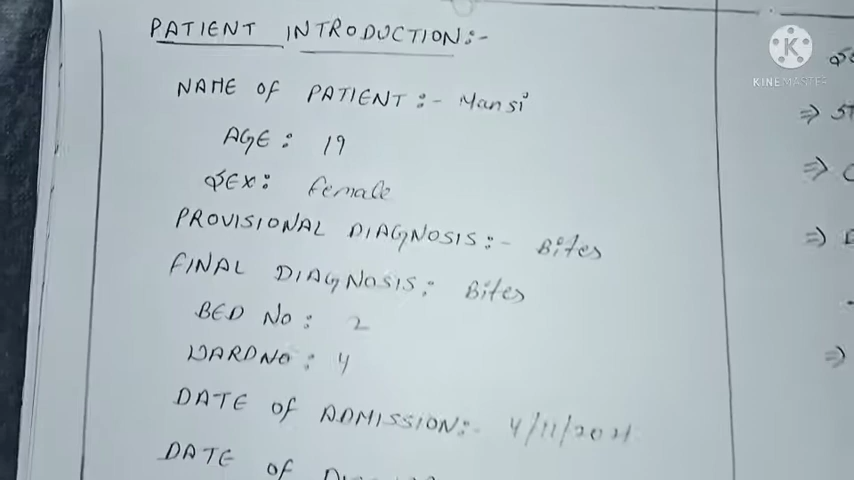 PATIENT INTRODUCTION:-
NAME OF PATIENT:- Mansi
AGE: 19
SEX: female
PROVISIONAL DIAGNOSIS:- Bites
FINAL DIAGNOSIS: Bites
BED No: 2
WARD No: 4
DATE OF ADMISSION:- 4/11/2021
DATE OF
KINEMASTER